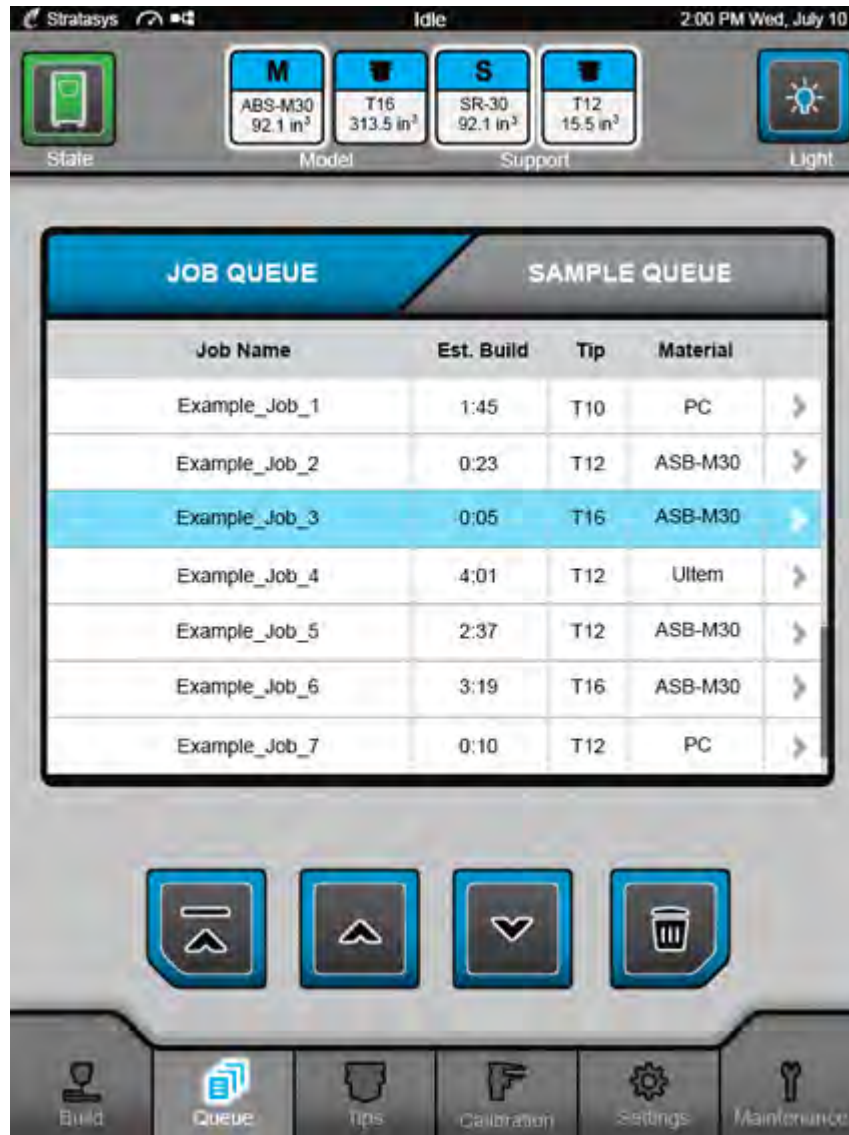 Stratasys Idle 2:00 PM Wed, July 10
M S
ABS-M30 T16 SR-30 T12
92.1 in³ 313.5 in³ 92.1 in³ 15.5 in³
State Model Support Light
JOB QUEUE SAMPLE QUEUE
Job Name Est. Build Tip Material
Example_Job_1 1:45 T10 PC
Example_Job_2 0:23 T12 ASB-M30
Example_Job_3 0:05 T16 ASB-M30
Example_Job_4 4:01 T12 Ultem
Example_Job_5 2:37 T12 ASB-M30
Example_Job_6 3:19 T16 ASB-M30
Example_Job_7 0:10 T12 PC
Build Queue Tips Calibration Settings Maintenance